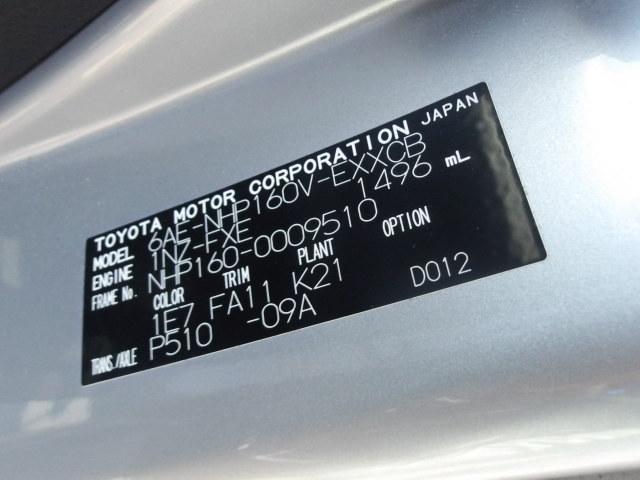 TOYOTA MOTOR CORPORATION JAPAN
MODEL 6AE-NHP160V-EXXCB
ENGINE 1NZ-FXE 1496 mL
FRAME No. NHP160-0009510
COLOR TRIM PLANT OPTION
1E7 FA11 K21 D012
TRANS./AXLE P510 -09A